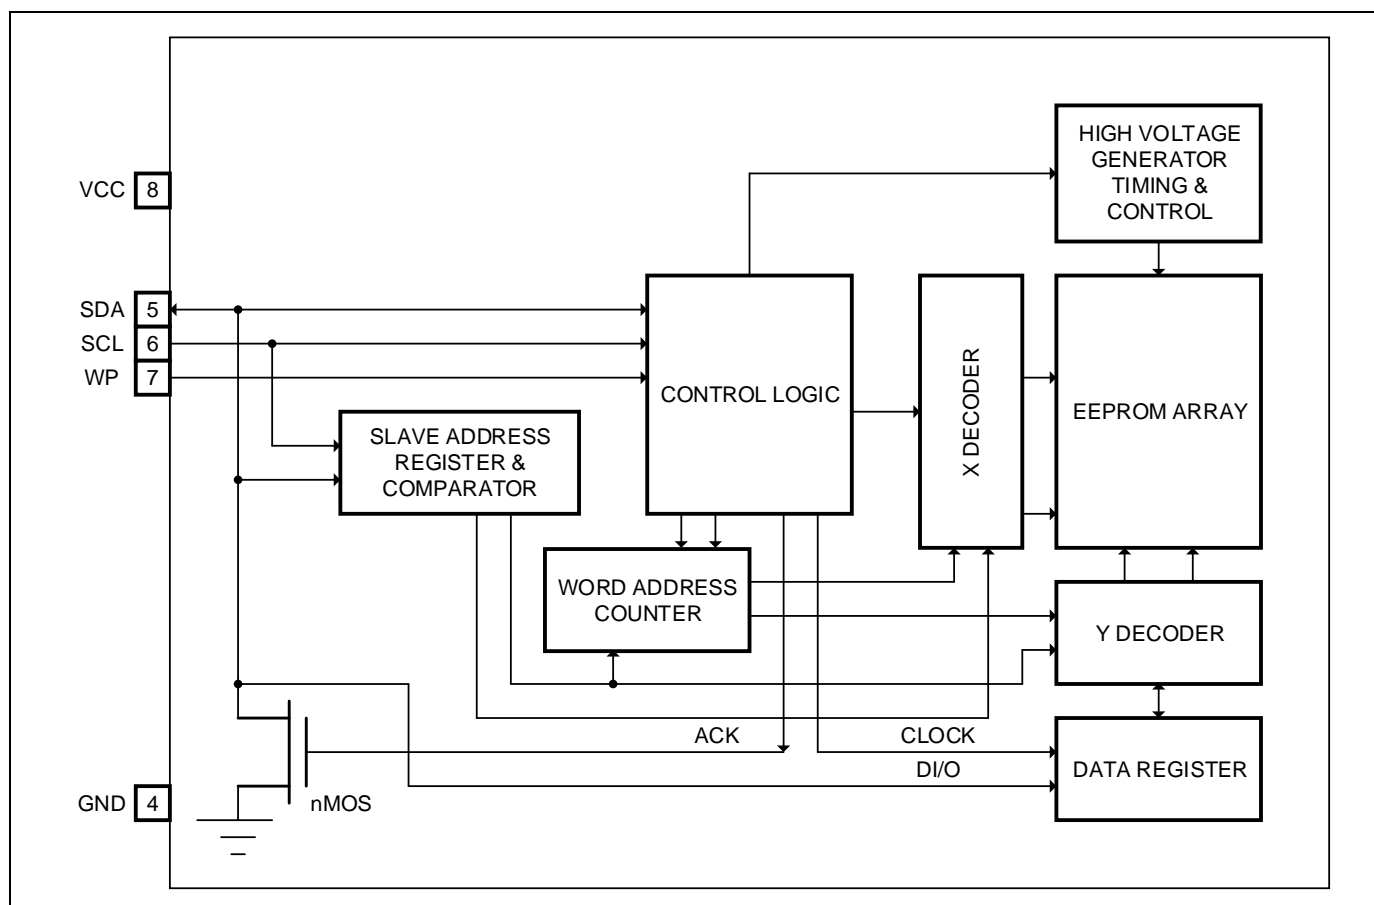 HIGH VOLTAGE
GENERATOR
TIMING &
CONTROL
VCC 8
SDA 5
SCL 6
WP 7
CONTROL LOGIC
X DECODER
EEPROM ARRAY
SLAVE ADDRESS
REGISTER &
COMPARATOR
WORD ADDRESS
COUNTER
Y DECODER
ACK
CLOCK
DI/O
DATA REGISTER
GND 4
nMOS